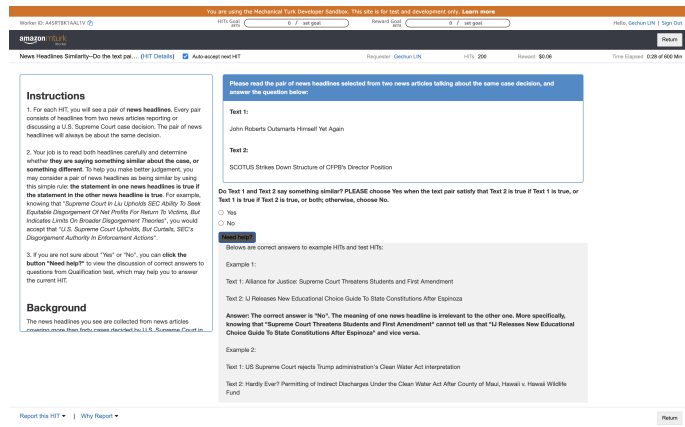 You are using the Mechanical Turk Developer Sandbox. This site is for test and development only. Learn more
Worker ID: A45RTBK1AAL1V
HITs Goal BETA 0 / set goal
Reward Goal BETA 0 / set goal
Hello, Gechun LIN | Sign Out
amazonmturk
Worker
Return
News Headlines Similarity--Do the text pai... (HIT Details) Auto-accept next HIT Requester Gechun LIN HITs 200 Reward $0.06 Time Elapsed 0:28 of 600 Min
Instructions
1. For each HIT, you will see a pair of news headlines. Every pair
consists of headlines from two news articles reporting or
discussing a U.S. Supreme Court case decision. The pair of news
headlines will always be about the same decision.
2. Your job is to read both headlines carefully and determine
whether they are saying something similar about the case, or
something different. To help you make better judgement, you
may consider a pair of news headlines as being similar by using
this simple rule: the statement in one news headlines is true if
the statement in the other news headline is true. For example,
knowing that "Supreme Court In Liu Upholds SEC Ability To Seek
Equitable Disgorgement Of Net Profits For Return To Victims, But
Indicates Limits On Broader Disgorgement Theories", you would
accept that "U.S. Supreme Court Upholds, But Curtails, SEC's
Disgorgement Authority In Enforcement Actions".
3. If you are not sure about "Yes" or "No", you can click the
button "Need help?" to view the discussion of correct answers to
questions from Qualification test, which may help you to answer
the current HIT.
Background
The news headlines you see are collected from news articles
covering more than forty cases decided by U.S. Supreme Court in
Please read the pair of news headlines selected from two news articles talking about the same case decision, and
answer the question below:
Text 1:
John Roberts Outsmarts Himself Yet Again
Text 2:
SCOTUS Strikes Down Structure of CFPB's Director Position
Do Text 1 and Text 2 say something similar? PLEASE choose Yes when the text pair satisfy that Text 2 is true if Text 1 is true, or
Text 1 is true if Text 2 is true, or both; otherwise, choose No.
Yes
No
Need help?
Belows are correct answers to example HITs and test HITs:
Example 1:
Text 1: Alliance for Justice: Supreme Court Threatens Students and First Amendment
Text 2: IJ Releases New Educational Choice Guide To State Constitutions After Espinoza
Answer: The correct answer is "No". The meaning of one news headline is irrelevant to the other one. More specifically,
knowing that "Supreme Court Threatens Students and First Amendment" cannot tell us that "IJ Releases New Educational
Choice Guide To State Constitutions After Espinoza" and vice versa.
Example 2:
Text 1: US Supreme Court rejects Trump administration's Clean Water Act interpretation
Text 2: Hardly Ever? Permitting of Indirect Discharges Under the Clean Water Act After County of Maui, Hawaii v. Hawaii Wildlife
Fund
Report this HIT | Why Report
Return